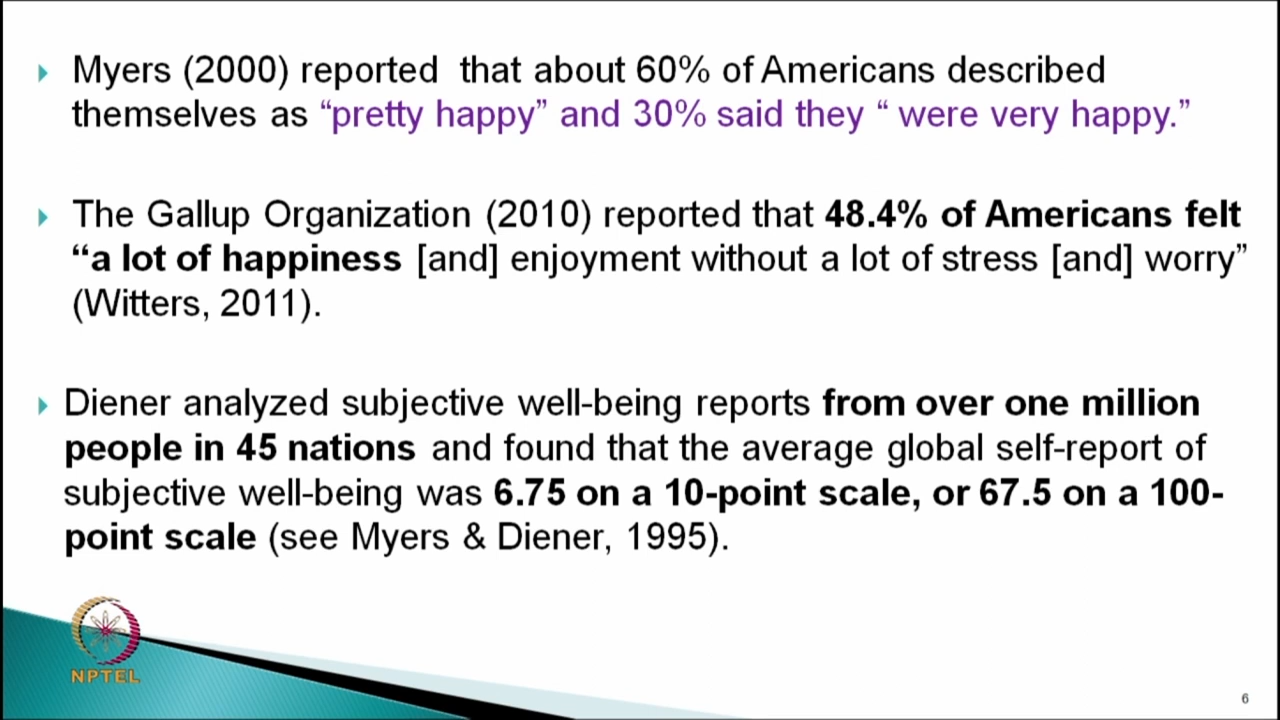 Myers (2000) reported that about 60% of Americans described
themselves as “pretty happy” and 30% said they “ were very happy.”
The Gallup Organization (2010) reported that 48.4% of Americans felt
“a lot of happiness [and] enjoyment without a lot of stress [and] worry”
(Witters, 2011).
Diener analyzed subjective well-being reports from over one million
people in 45 nations and found that the average global self-report of
subjective well-being was 6.75 on a 10-point scale, or 67.5 on a 100-
point scale (see Myers & Diener, 1995).
NPTEL
6